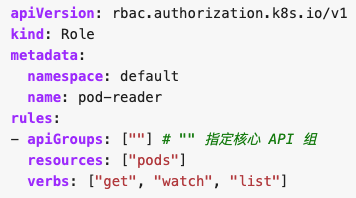 apiVersion: rbac.authorization.k8s.io/v1
kind: Role
metadata:
  namespace: default
  name: pod-reader
rules:
- apiGroups: [""] # "" 指定核心 API 组
  resources: ["pods"]
  verbs: ["get", "watch", "list"]